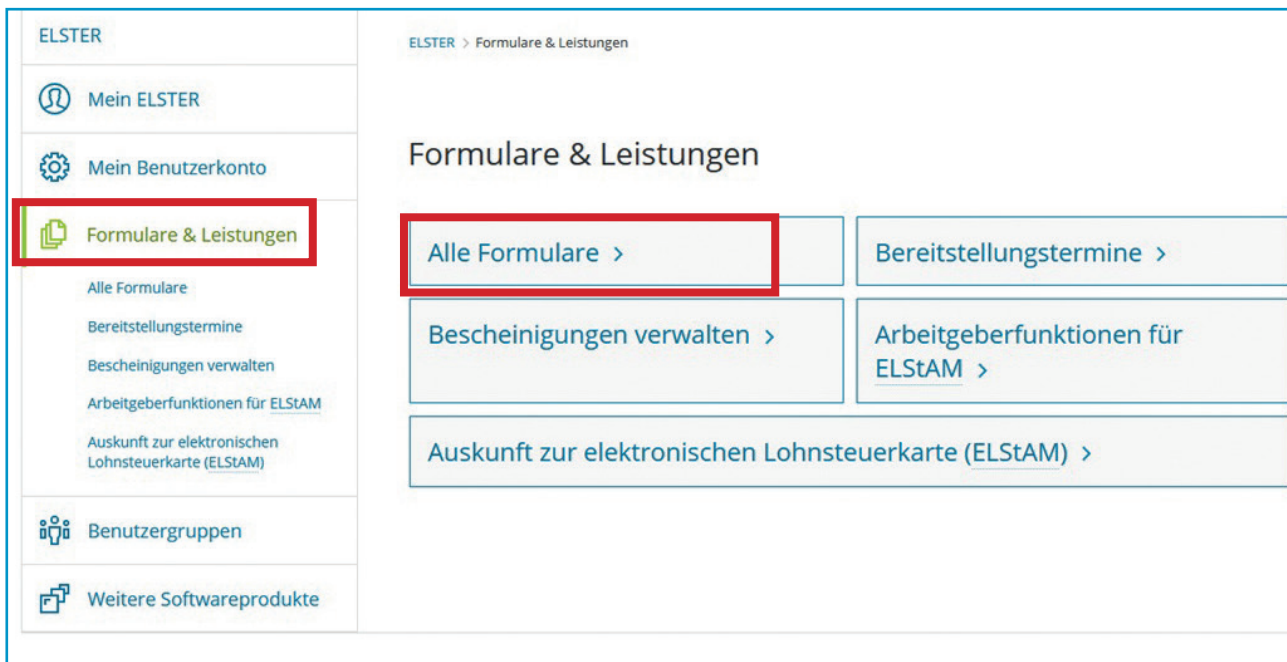 ELSTER
Mein ELSTER
Mein Benutzerkonto
Formulare & Leistungen
Alle Formulare
Bereitstellungstermine
Bescheinigungen verwalten
Arbeitgeberfunktionen für ELStAM
Auskunft zur elektronischen
Lohnsteuerkarte (ELStAM)
Benutzergruppen
Weitere Softwareprodukte
ELSTER > Formulare & Leistungen
Formulare & Leistungen
Alle Formulare >
Bereitstellungstermine >
Bescheinigungen verwalten >
Arbeitgeberfunktionen für
ELStAM >
Auskunft zur elektronischen Lohnsteuerkarte (ELStAM) >